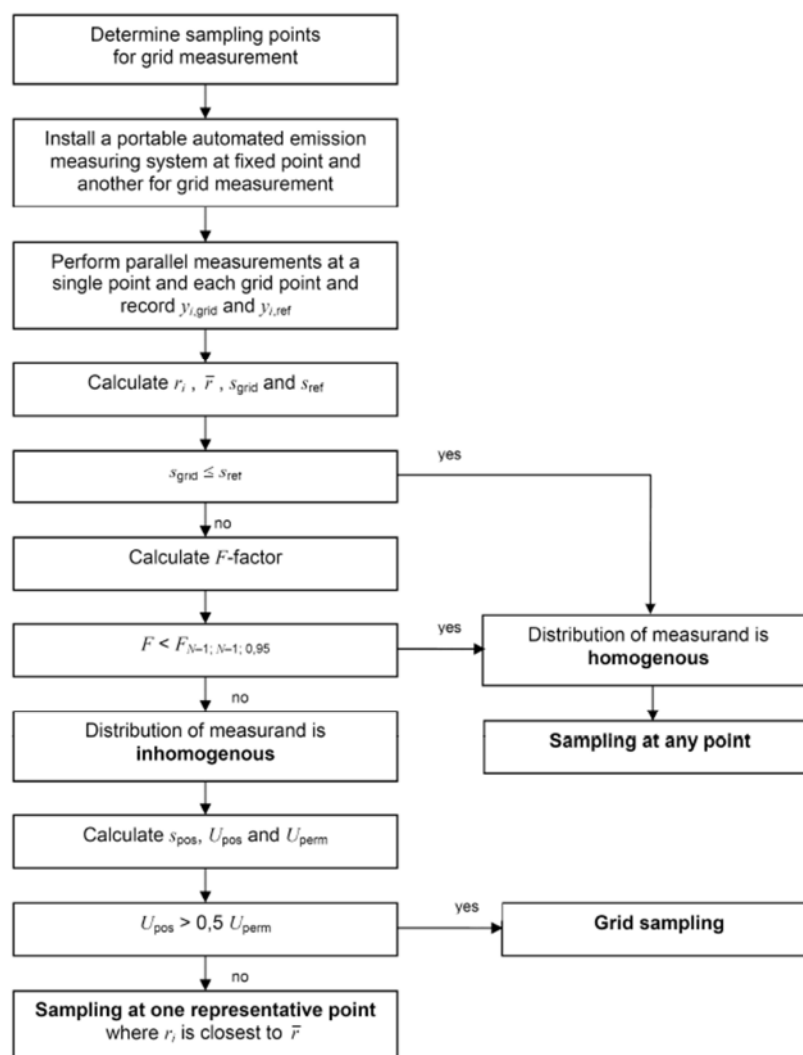 Determine sampling points
for grid measurement
Install a portable automated emission
measuring system at fixed point and
another for grid measurement
Perform parallel measurements at a
single point and each grid point and
record yi,grid and yi,ref
Calculate ri , r̄ , sgrid and sref
sgrid ≤ sref
yes
no
Calculate F-factor
F < FN–1; N–1; 0,95
yes
Distribution of measurand is
homogenous
no
Sampling at any point
Distribution of measurand is
inhomogenous
Calculate spos, Upos and Uperm
Upos > 0,5 Uperm
yes
Grid sampling
no
Sampling at one representative point
where ri is closest to r̄